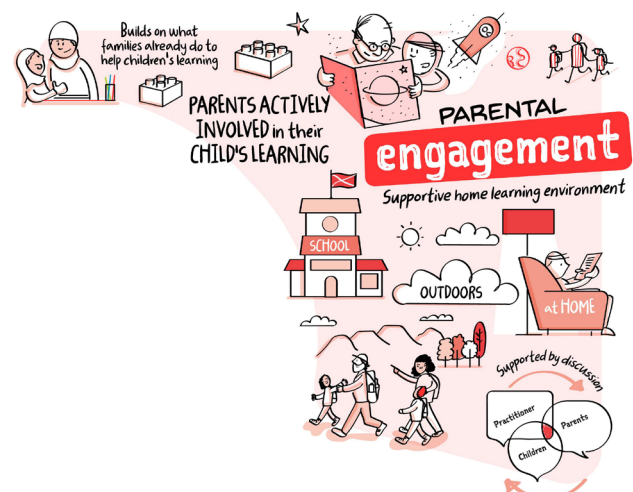 Builds on what
families already do to
help children's learning
PARENTS ACTIVELY
INVOLVED in their
CHILD'S LEARNING
PARENTAL
engagement
Supportive home learning environment
SCHOOL
OUTDOORS
at HOME
Supported by discussion
Practitioner
Parents
Children